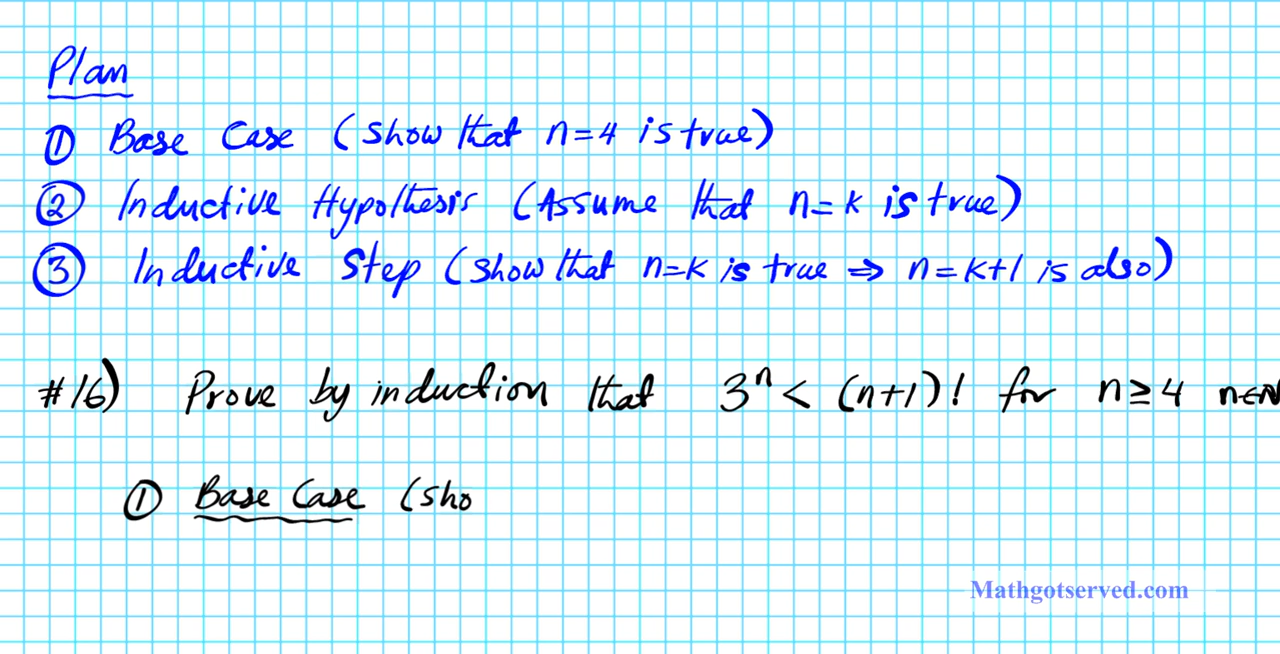 Plan
① Base Case (show that n=4 is true)
② Inductive Hypothesis (Assume that n=k is true)
③ Inductive Step (show that n=k is true ⇒ n=k+1 is also)
#16) Prove by induction that 3ⁿ < (n+1)! for n≥4 n∈N
① Base Case (sho
Mathgotserved.com